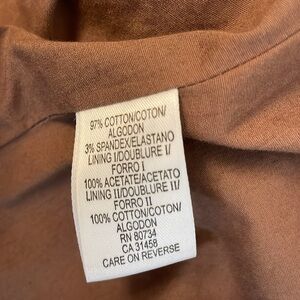 97% COTTON/COTON/
ALGODON
3% SPANDEX/ELASTANO
LINING I/DOUBLURE I/
FORRO I
100% ACETATE/ACETATO
LINING II/DOUBLURE II/
FORRO II
100% COTTON/COTON/
ALGODON
RN 80734
CA 31458
CARE ON REVERSE